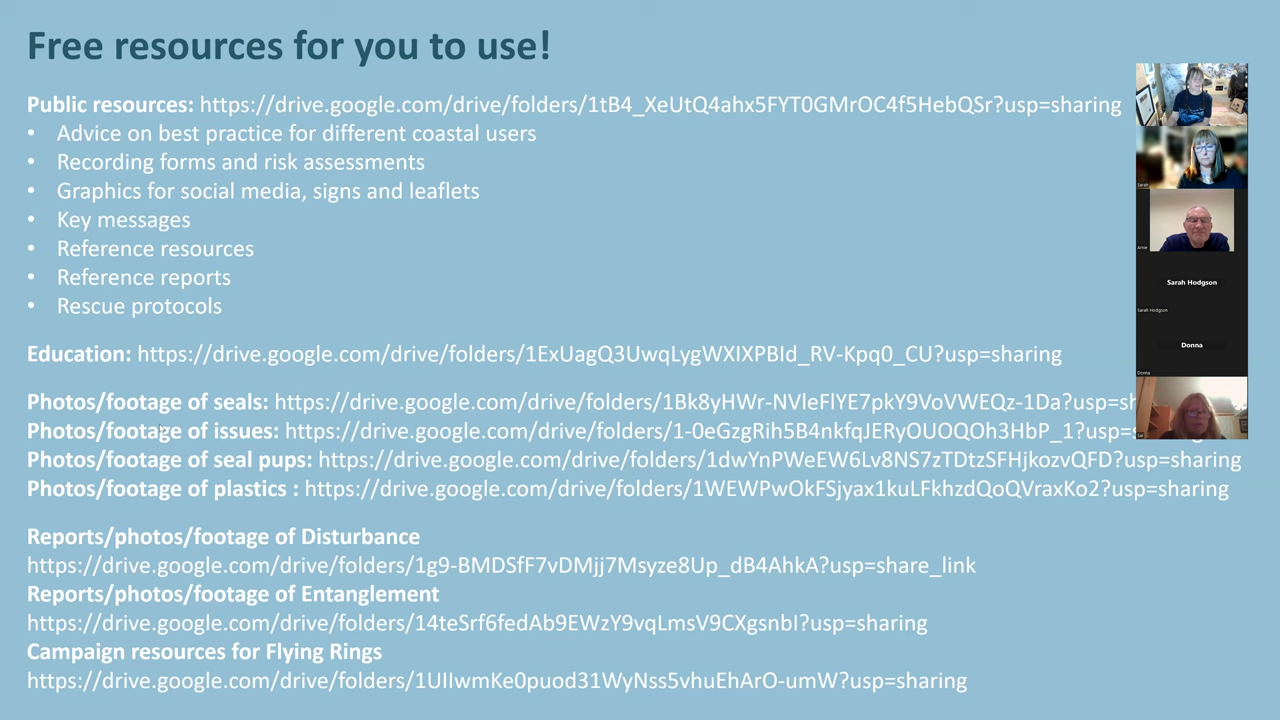 Free resources for you to use!
Public resources: https://drive.google.com/drive/folders/1tB4_XeUtQ4ahx5FYT0GMrOC4f5HebQSr?usp=sharing
• Advice on best practice for different coastal users
• Recording forms and risk assessments
• Graphics for social media, signs and leaflets
• Key messages
• Reference resources
• Reference reports
• Rescue protocols
Education: https://drive.google.com/drive/folders/1ExUagQ3UwqLygWXIXPBId_RV-Kpq0_CU?usp=sharing
Photos/footage of seals: https://drive.google.com/drive/folders/1Bk8yHWr-NVleFlYE7pkY9VoVWEQz-1Da?usp=sh
Photos/footage of issues: https://drive.google.com/drive/folders/1-0eGzgRih5B4nkfqJERyOUOQOh3HbP_1?usp=
Photos/footage of seal pups: https://drive.google.com/drive/folders/1dwYnPWeEW6Lv8NS7zTDtzSFHjkozvQFD?usp=sharing
Photos/footage of plastics : https://drive.google.com/drive/folders/1WEWPwOkFSjyax1kuLFkhzdQoQVraxKo2?usp=sharing
Reports/photos/footage of Disturbance
https://drive.google.com/drive/folders/1g9-BMDSfF7vDMjj7Msyze8Up_dB4AhkA?usp=share_link
Reports/photos/footage of Entanglement
https://drive.google.com/drive/folders/14teSrf6fedAb9EWzY9vqLmsV9CXgsnbI?usp=sharing
Campaign resources for Flying Rings
https://drive.google.com/drive/folders/1UIIwmKe0puod31WyNss5vhuEhArO-umW?usp=sharing
Sarah
Arnie
Sarah Hodgson
Sarah Hodgson
Donna
Donna